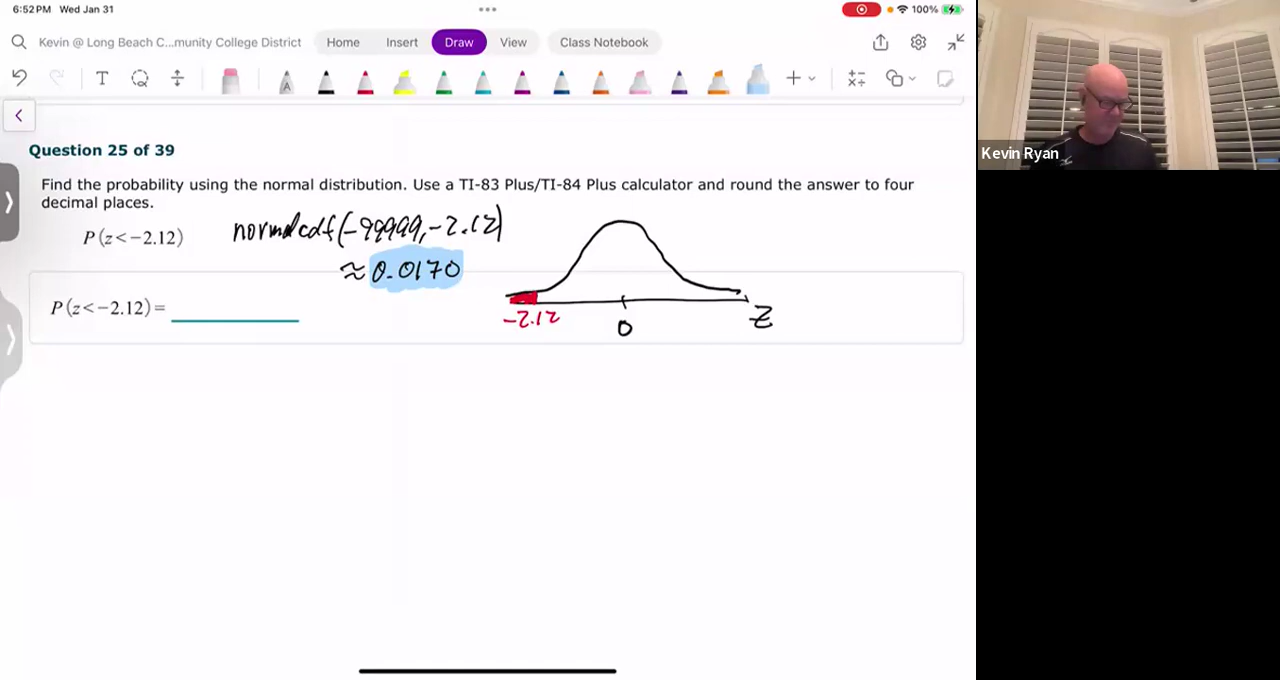 6:52 PM Wed Jan 31
100%
Kevin @ Long Beach C...munity College District
Home
Insert
Draw
View
Class Notebook
Question 25 of 39
Find the probability using the normal distribution. Use a TI-83 Plus/TI-84 Plus calculator and round the answer to four
decimal places.
P(z<−2.12)
normalcdf(-99999,-2.12)
≈ 0.0170
P(z<−2.12)=
-2.12
0
Z
Kevin Ryan